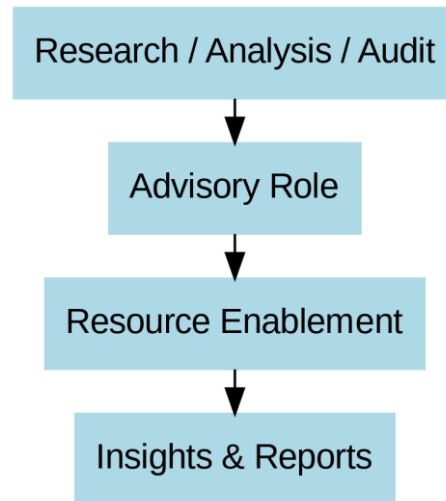 Research / Analysis / Audit
Advisory Role
Resource Enablement
Insights & Reports